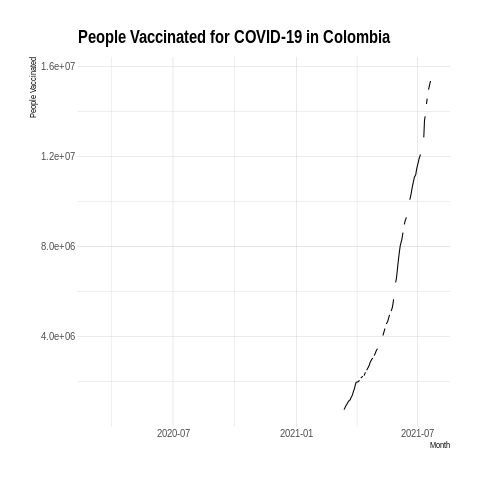 People Vaccinated for COVID-19 in Colombia
People Vaccinated
1.6e+07
1.2e+07
8.0e+06
4.0e+06
2020-07
2021-01
2021-07
Month